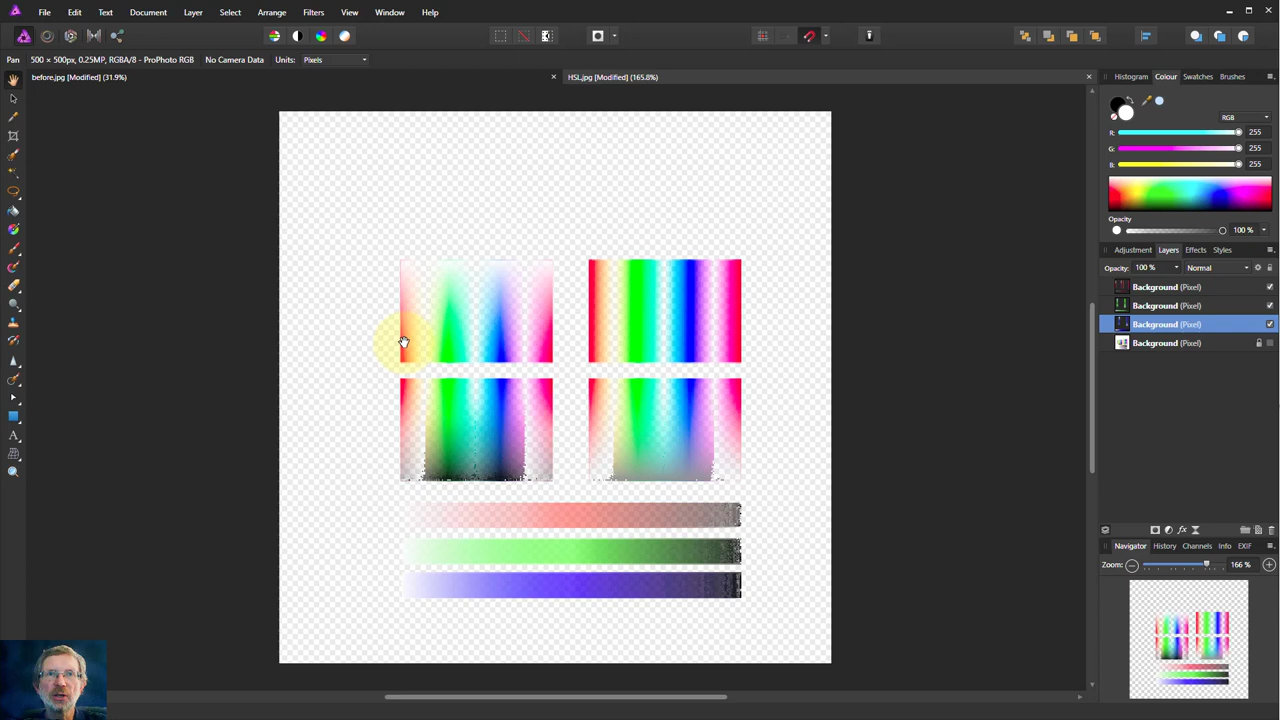 File Edit Text Document Layer Select Arrange Filters View Window Help
Pan 500 × 500px, 0.25MP, RGBA/8 - ProPhoto RGB No Camera Data Units: Pixels
before.jpg [Modified] (31.9%) HSL.jpg [Modified] (165.8%)
Histogram Colour Swatches Brushes
RGB
R: 255
G: 255
B: 255
Opacity
100 %
Adjustment Layers Effects Styles
Opacity: 100 % Normal
Background (Pixel)
Background (Pixel)
Background (Pixel)
Background (Pixel)
Navigator History Channels Info EXIF
Zoom: 166 %